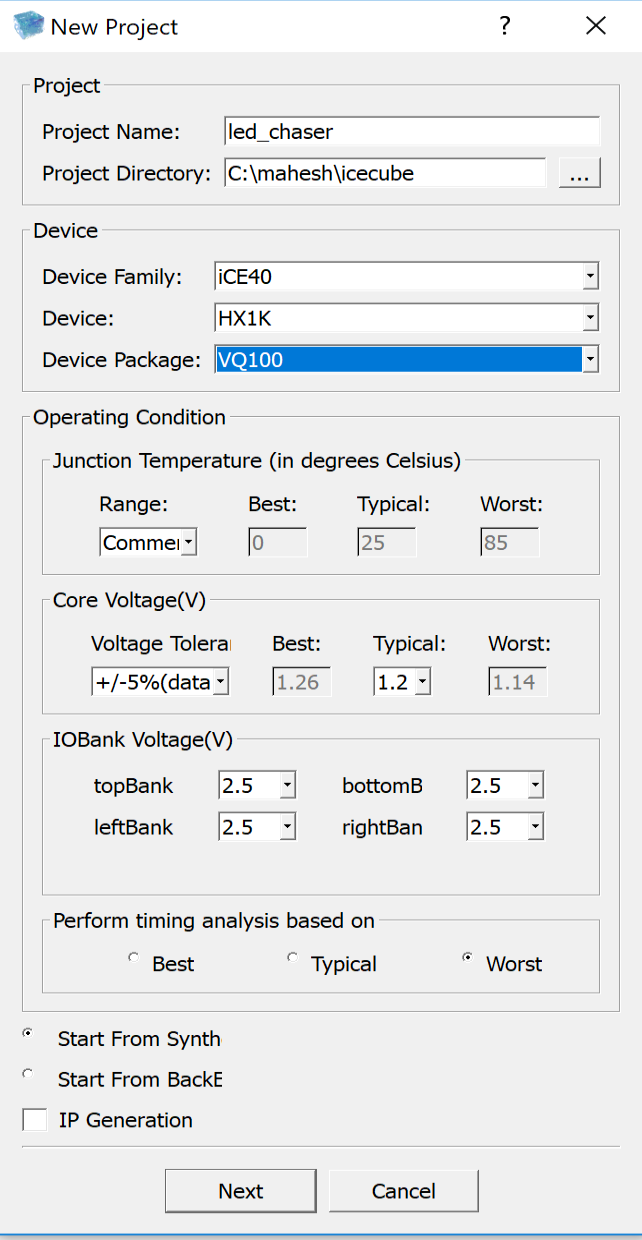 New Project
Project
Project Name: led_chaser
Project Directory: C:\mahesh\icecube ...
Device
Device Family: iCE40
Device: HX1K
Device Package: VQ100
Operating Condition
Junction Temperature (in degrees Celsius)
Range: Best: Typical: Worst:
Commer 0 25 85
Core Voltage(V)
Voltage Tolerar Best: Typical: Worst:
+/-5%(data 1.26 1.2 1.14
IOBank Voltage(V)
topBank 2.5 bottomB 2.5
leftBank 2.5 rightBan 2.5
Perform timing analysis based on
Best Typical Worst
Start From Synth
Start From BackE
IP Generation
Next Cancel